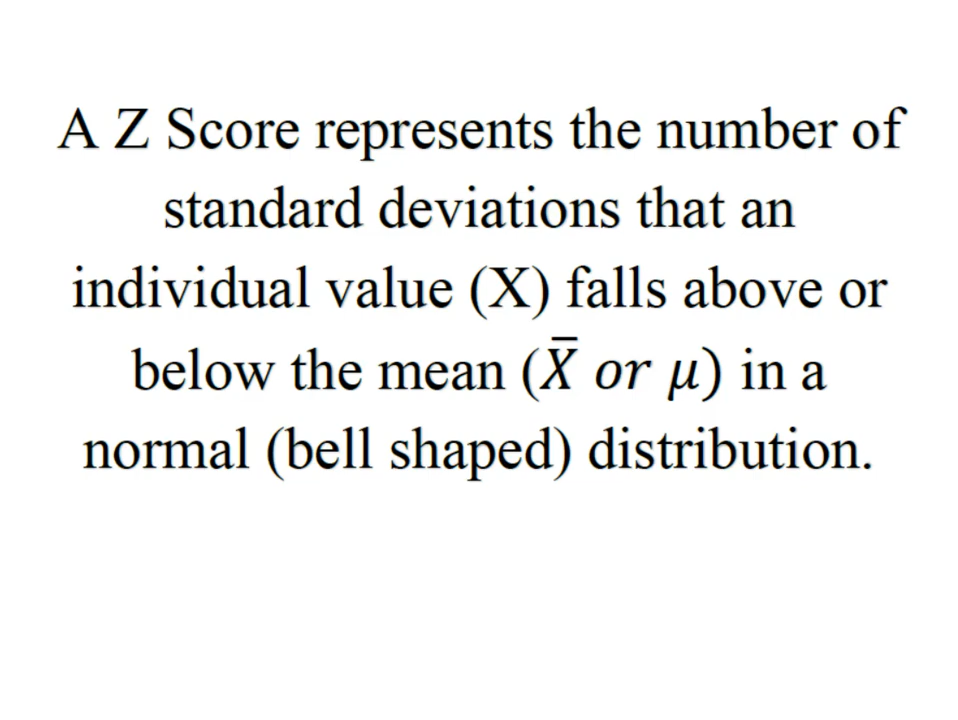 A Z Score represents the number of
standard deviations that an
individual value (X) falls above or
below the mean (X̄ or μ) in a
normal (bell shaped) distribution.